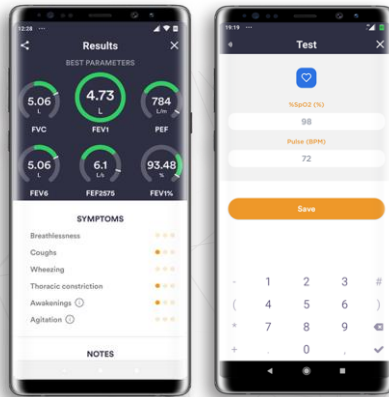 12:28
Results
BEST PARAMETERS
5.06
L
FVC
4.73
L
FEV1
784
L/m
PEF
5.06
L
FEV6
6.1
L/s
FEF2575
93.48
%
FEV1%
SYMPTOMS
Breathlessness
Coughs
Wheezing
Thoracic constriction
Awakenings
Agitation
NOTES
19:19
Test
%SpO2 (%)
98
Pulse (BPM)
72
Save
- 1 2 3 #
( 4 5 6 )
* 7 8 9
+ . 0 ,